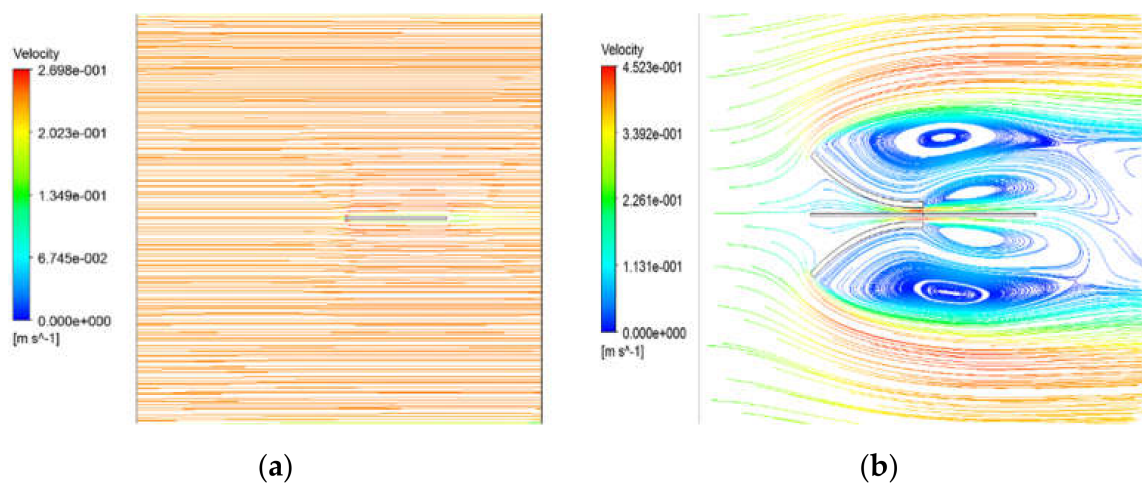 Velocity
2.698e-001
2.023e-001
1.349e-001
6.745e-002
0.000e+000
[m s^-1]
(a)
Velocity
4.523e-001
3.392e-001
2.261e-001
1.131e-001
0.000e+000
[m s^-1]
(b)